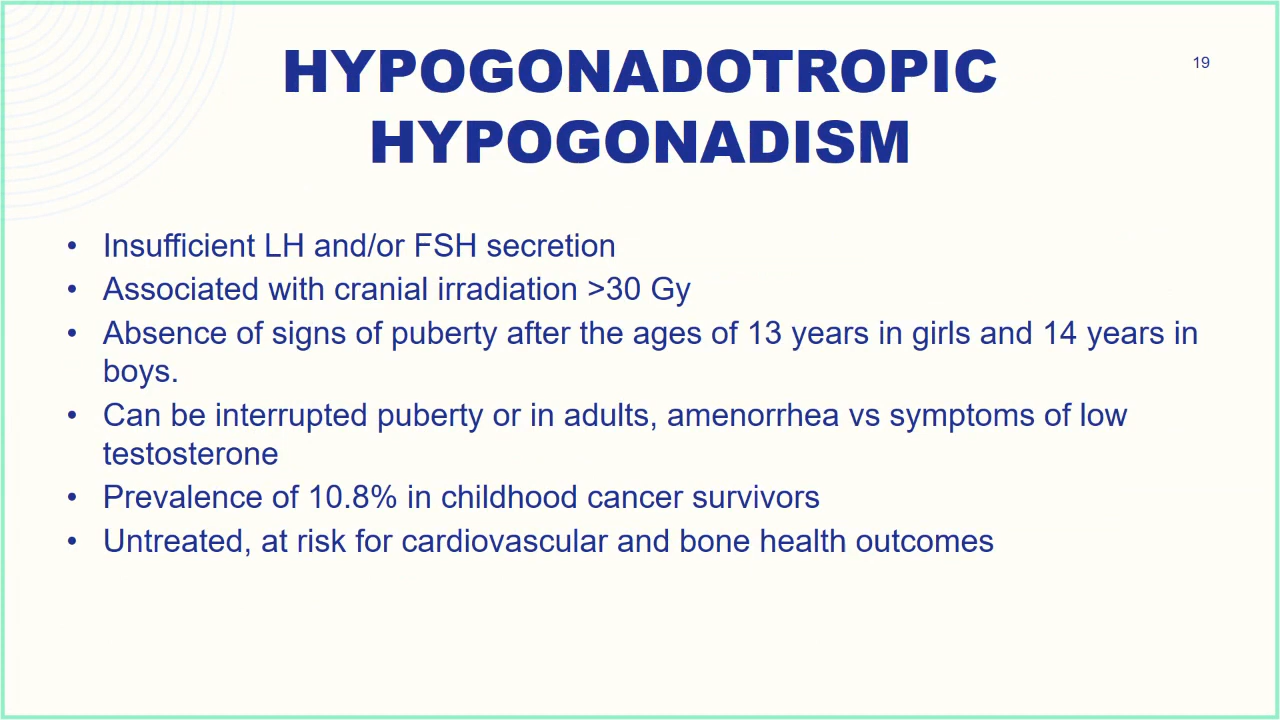 HYPOGONADOTROPIC
HYPOGONADISM
19
• Insufficient LH and/or FSH secretion
• Associated with cranial irradiation >30 Gy
• Absence of signs of puberty after the ages of 13 years in girls and 14 years in
boys.
• Can be interrupted puberty or in adults, amenorrhea vs symptoms of low
testosterone
• Prevalence of 10.8% in childhood cancer survivors
• Untreated, at risk for cardiovascular and bone health outcomes